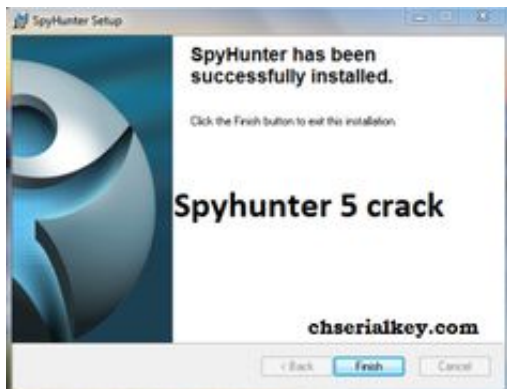 SpyHunter Setup
SpyHunter has been
successfully installed.
Click the Finish button to exit this installation.
Spyhunter 5 crack
chserialkey.com
< Back Finish Cancel